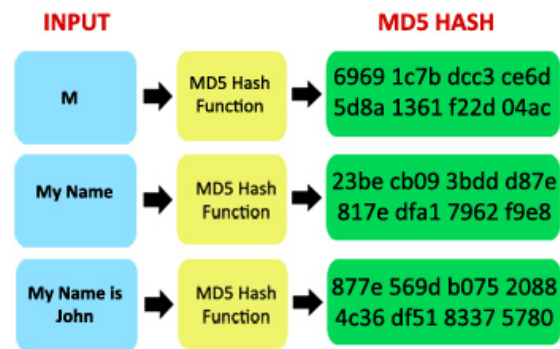 INPUT
MD5 HASH
M
MD5 Hash
Function
6969 1c7b dcc3 ce6d
5d8a 1361 f22d 04ac
My Name
MD5 Hash
Function
23be cb09 3bdd d87e
817e dfa1 7962 f9e8
My Name is
John
MD5 Hash
Function
877e 569d b075 2088
4c36 df51 8337 5780